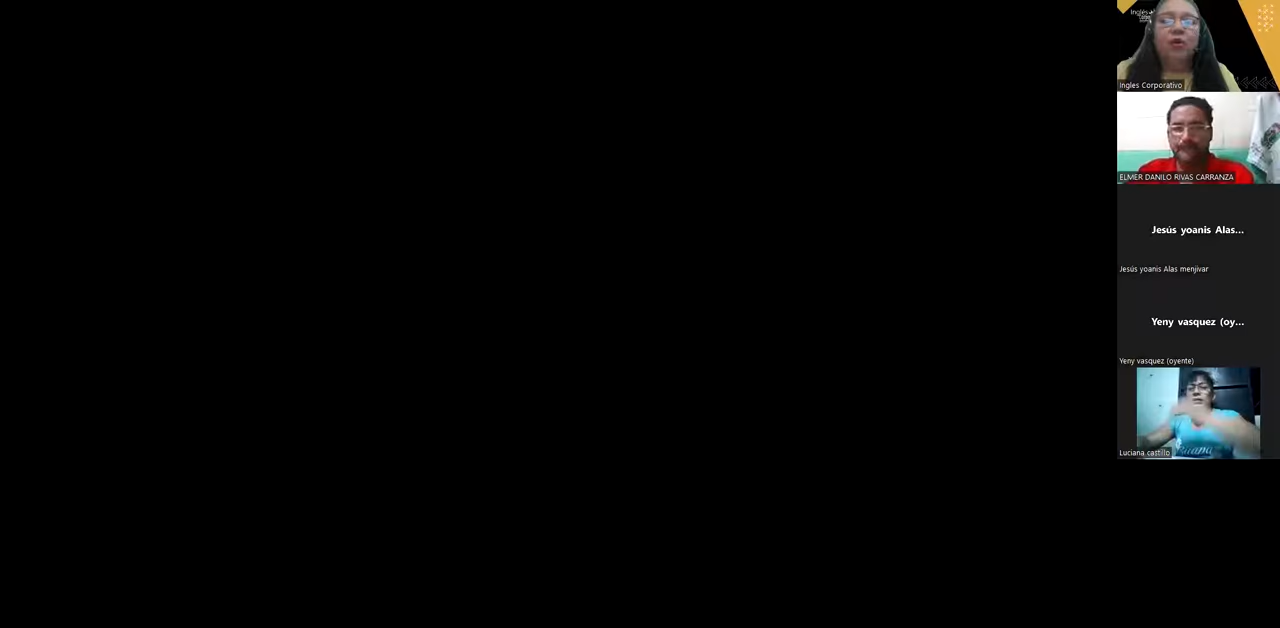 Inglés
Ingles Corporativo
ELMER DANILO RIVAS CARRANZA
Jesús yoanis Alas...
Jesús yoanis Alas menjivar
Yeny vasquez (oy...
Yeny vasquez (oyente)
Luciana castillo